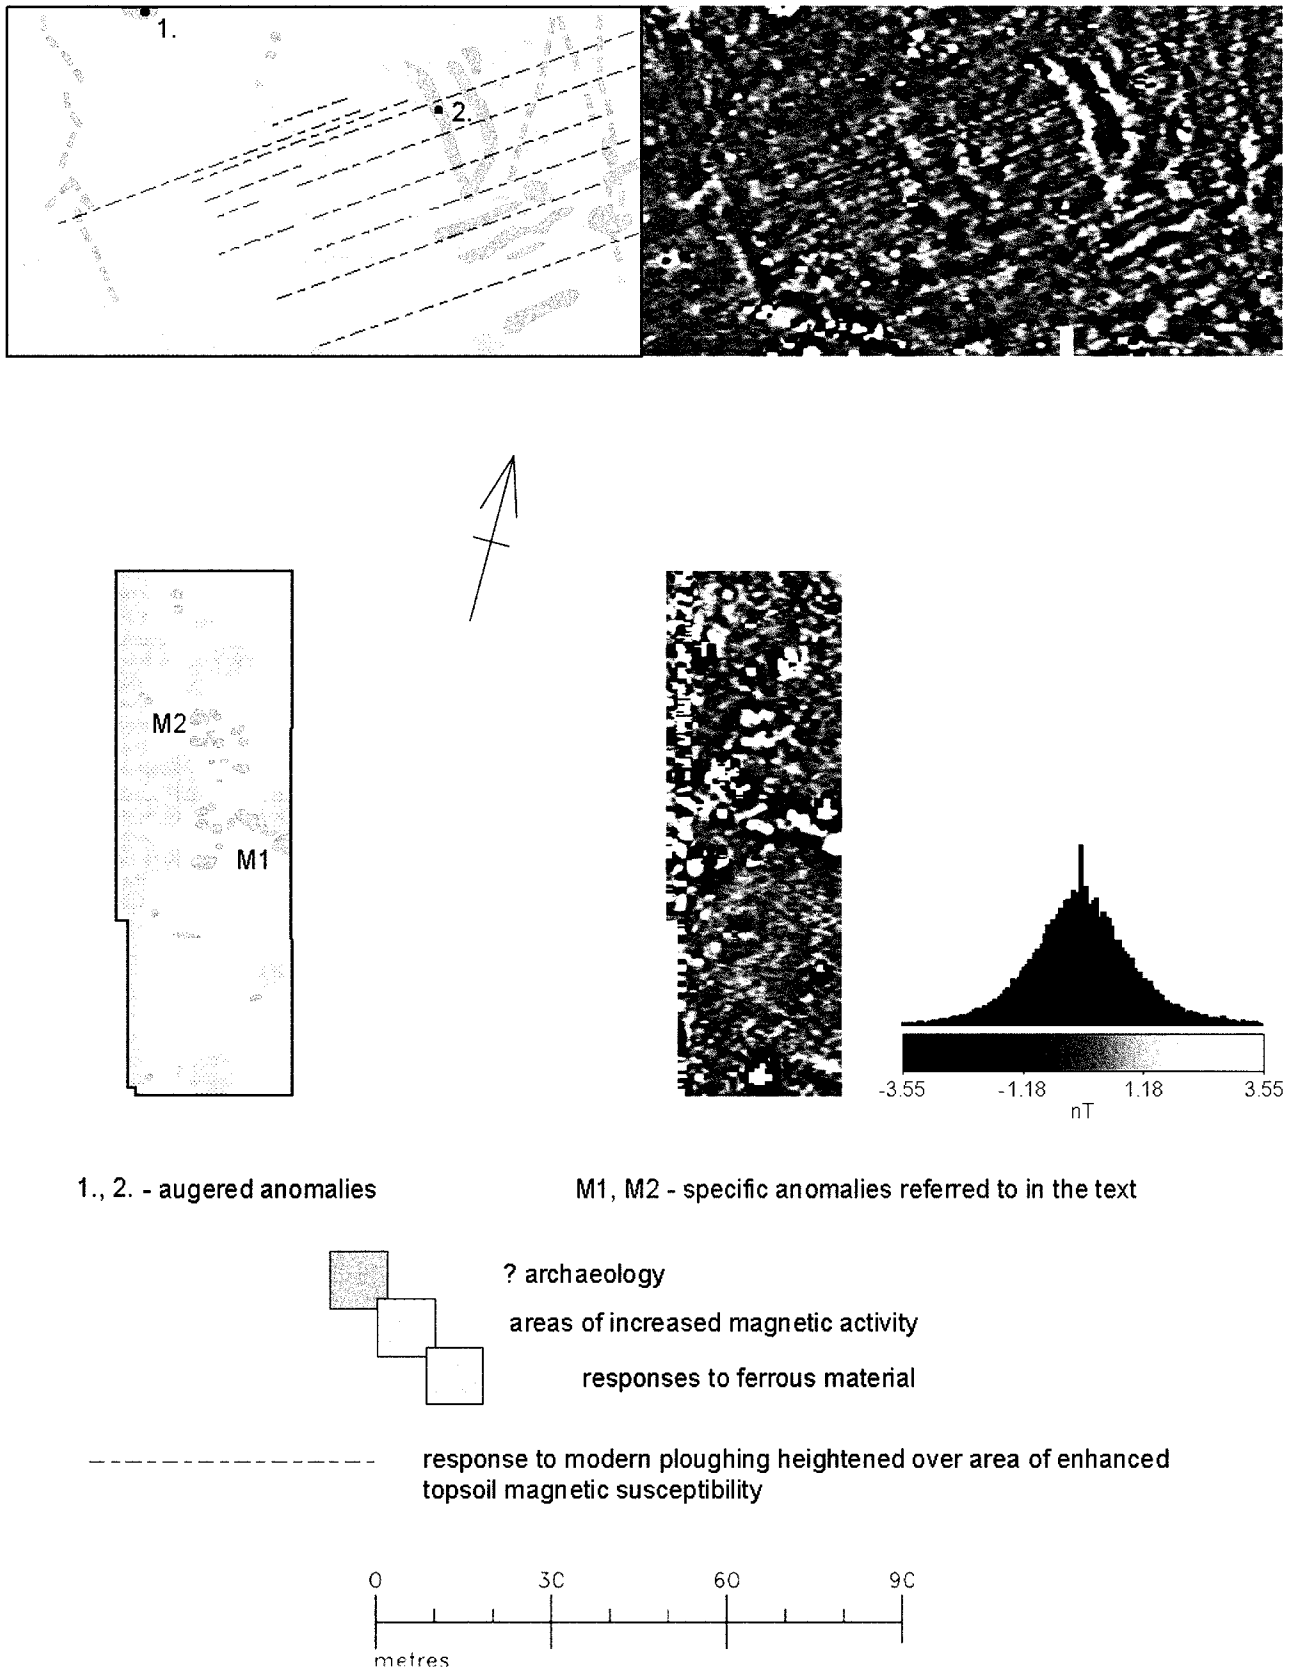 1.
2.
M2
M1
-3.55 -1.18 1.18 3.55
nT
1., 2. - augered anomalies
M1, M2 - specific anomalies referred to in the text
? archaeology
areas of increased magnetic activity
responses to ferrous material
response to modern ploughing heightened over area of enhanced
topsoil magnetic susceptibility
0 30 60 90
metres